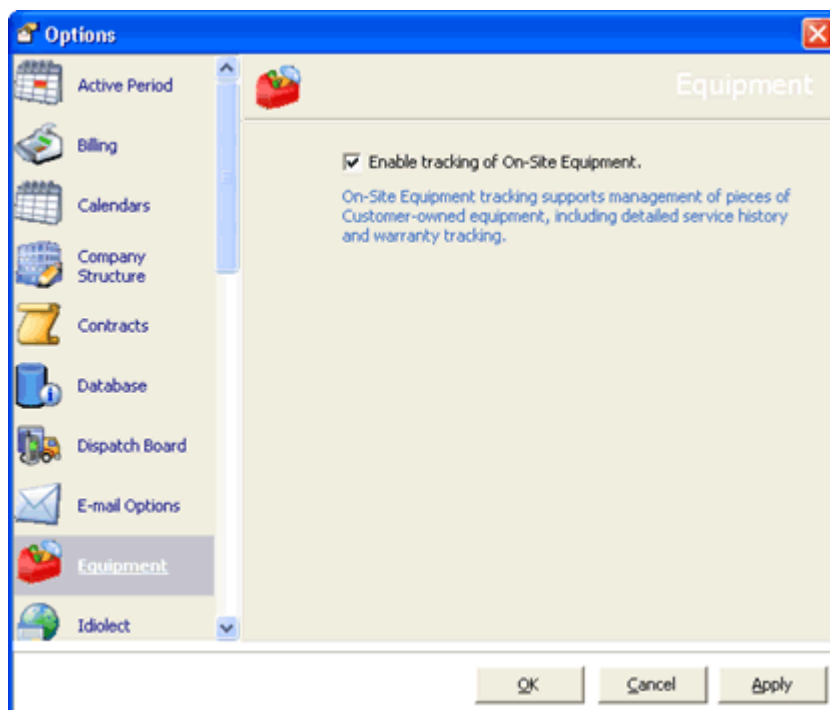 Options
Active Period
Billing
Calendars
Company
Structure
Contracts
Database
Dispatch Board
E-mail Options
Equipment
Idiolect
Equipment
Enable tracking of On-Site Equipment.
On-Site Equipment tracking supports management of pieces of
Customer-owned equipment, including detailed service history
and warranty tracking.
OK
Cancel
Apply